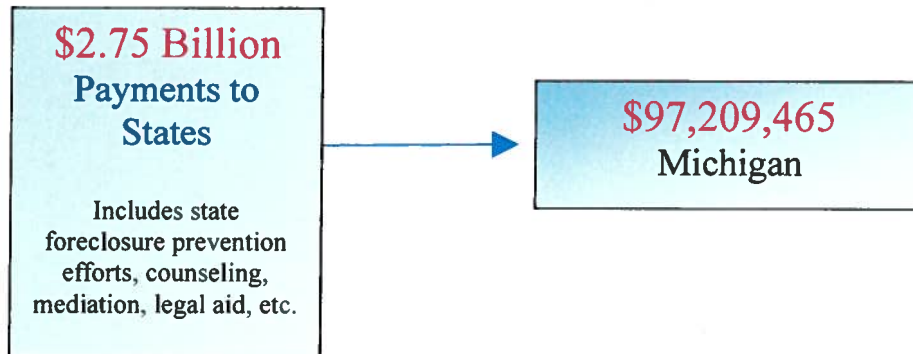 $2.75 Billion
Payments to
States
Includes state
foreclosure prevention
efforts, counseling,
mediation, legal aid, etc.
$97,209,465
Michigan